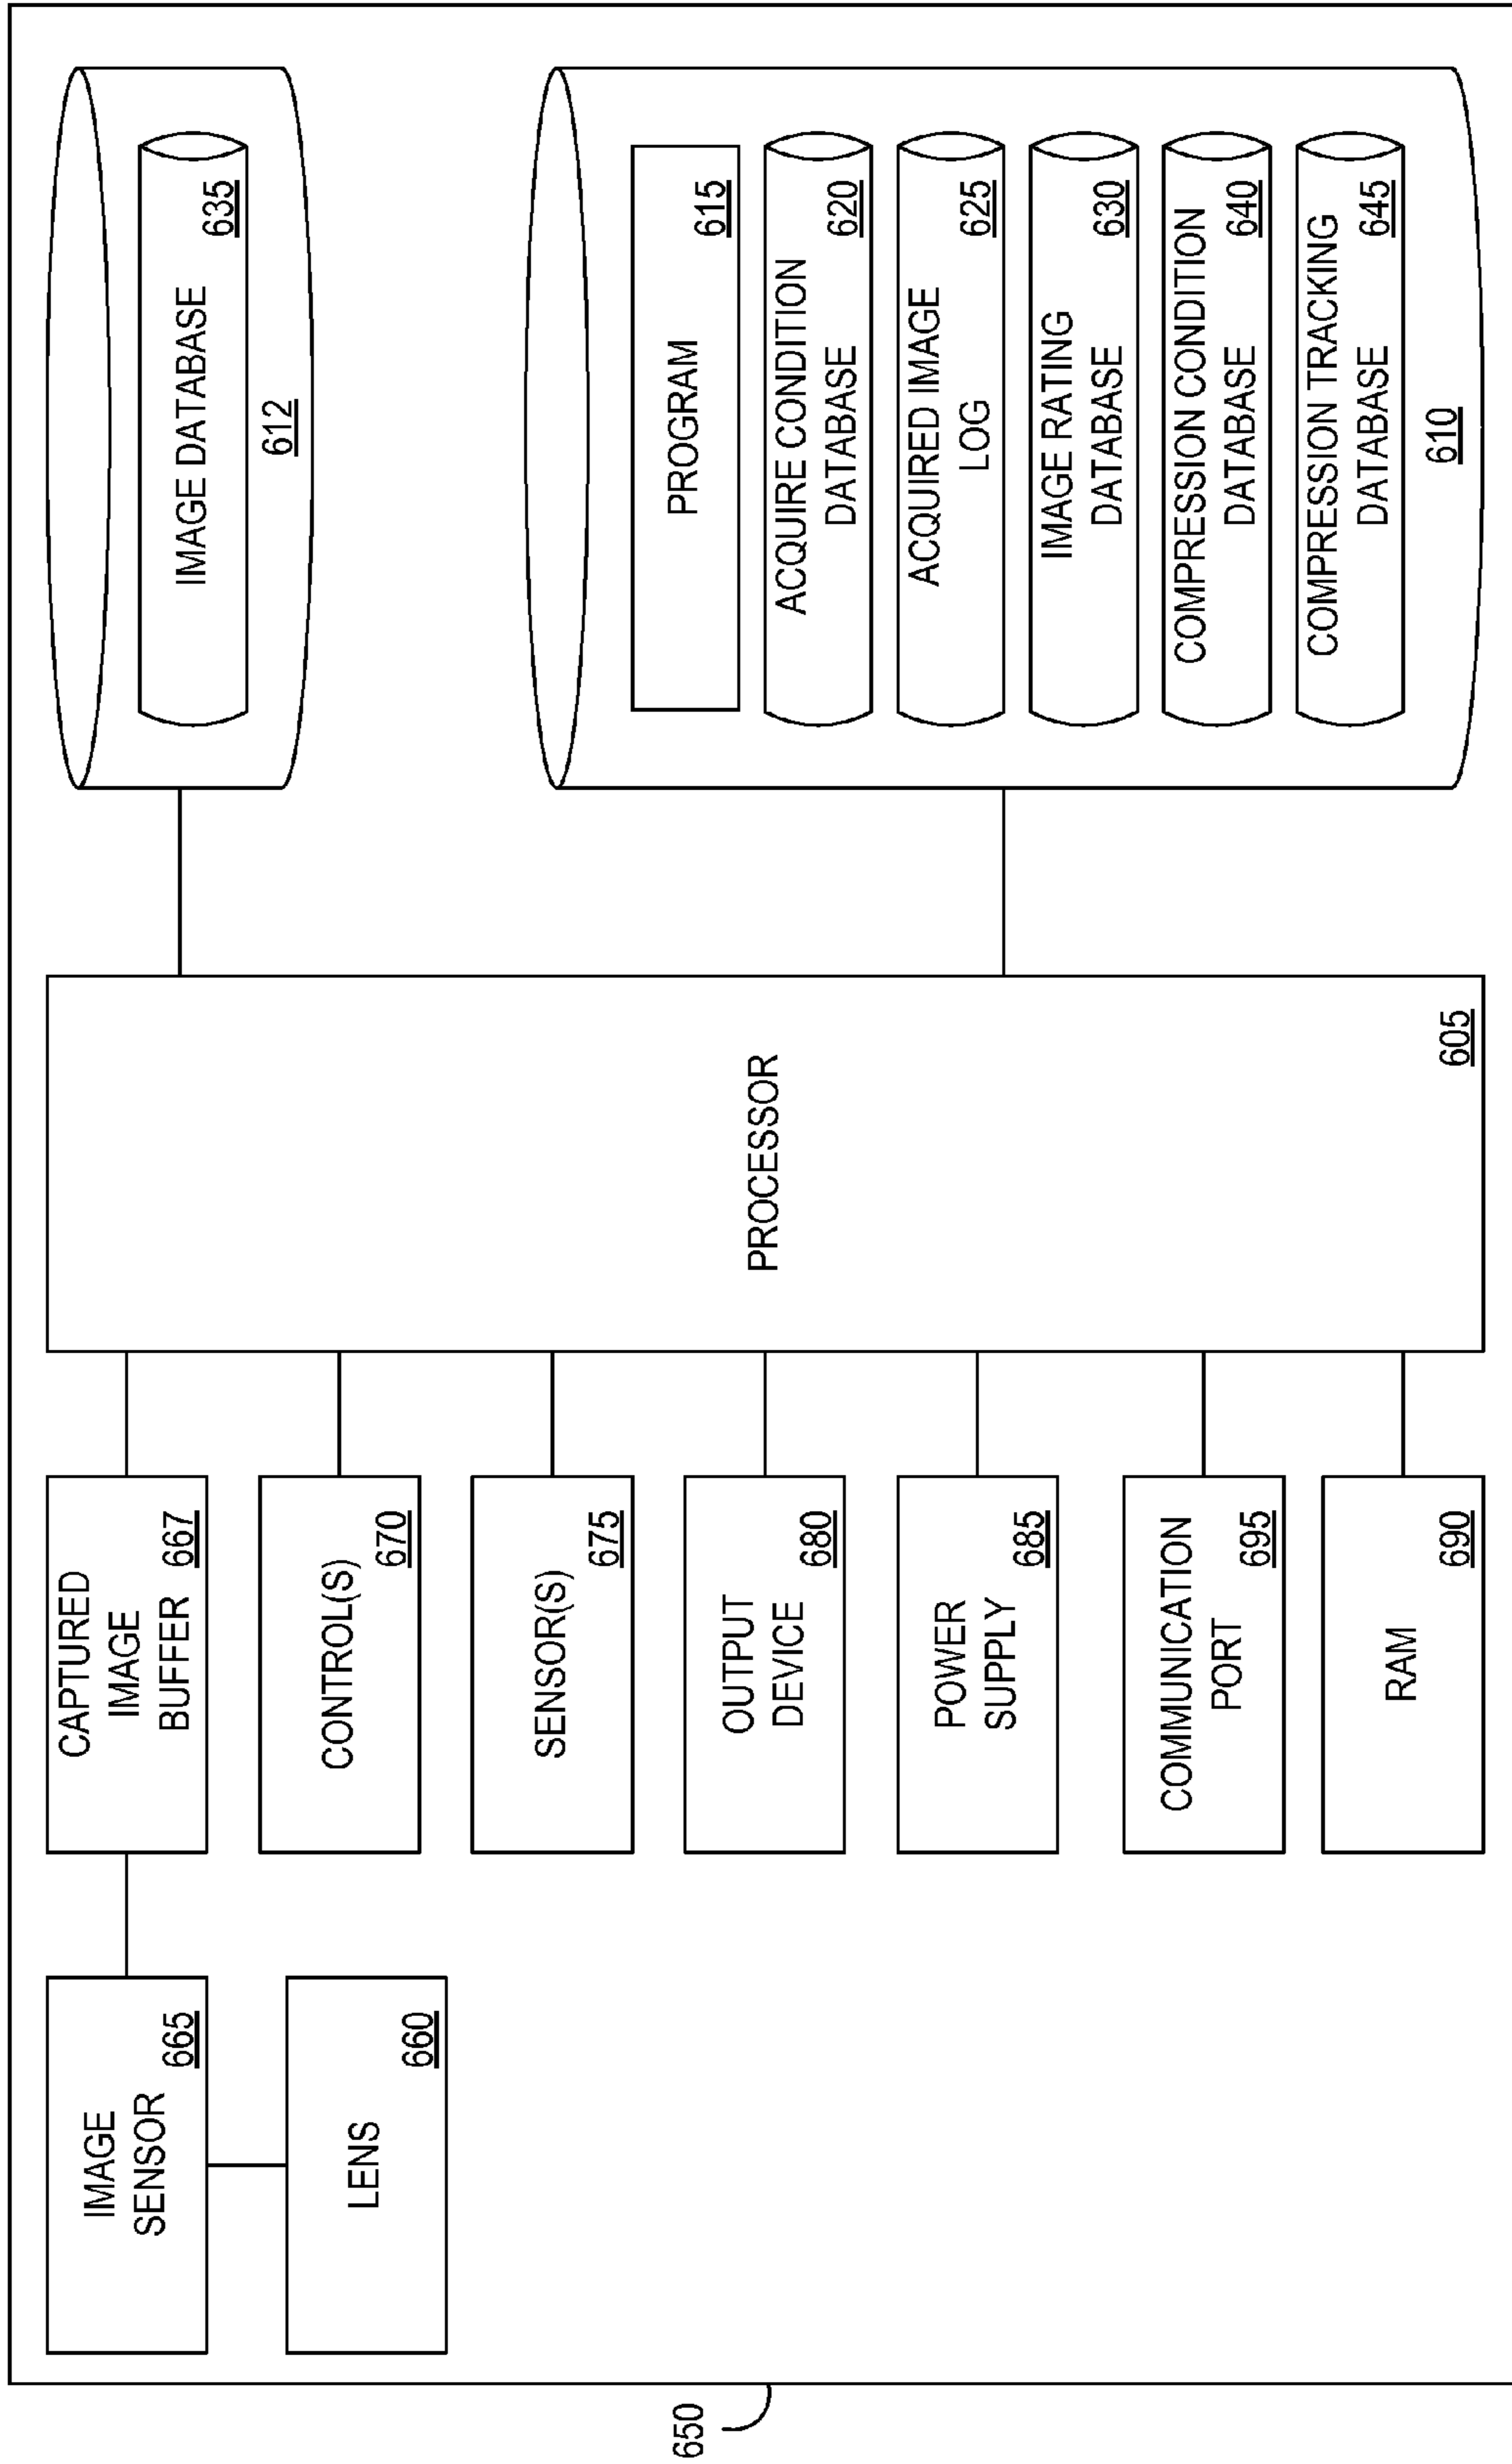 650
IMAGE
SENSOR
665
LENS
660
CAPTURED
IMAGE
BUFFER 667
CONTROL(S)
670
SENSOR(S)
675
OUTPUT
DEVICE
680
POWER
SUPPLY
685
COMMUNICATION
PORT
695
RAM
690
PROCESSOR
605
IMAGE DATABASE
635
612
PROGRAM
615
ACQUIRE CONDITION
DATABASE 620
ACQUIRED IMAGE
LOG 625
IMAGE RATING
DATABASE 630
COMPRESSION CONDITION
DATABASE 640
COMPRESSION TRACKING
DATABASE 645
610